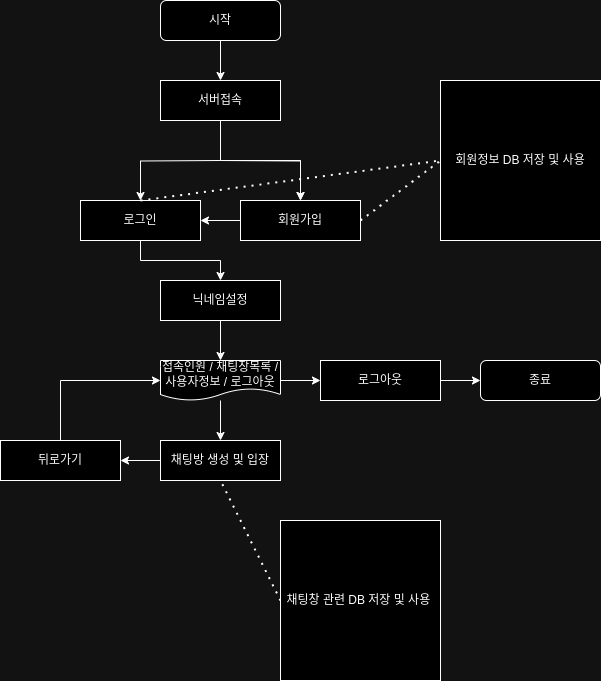 시작
서버접속
회원정보 DB 저장 및 사용
로그인
회원가입
닉네임설정
접속인원 / 채팅창목록 /
사용자정보 / 로그아웃
로그아웃
종료
뒤로가기
채팅방 생성 및 입장
채팅창 관련 DB 저장 및 사용